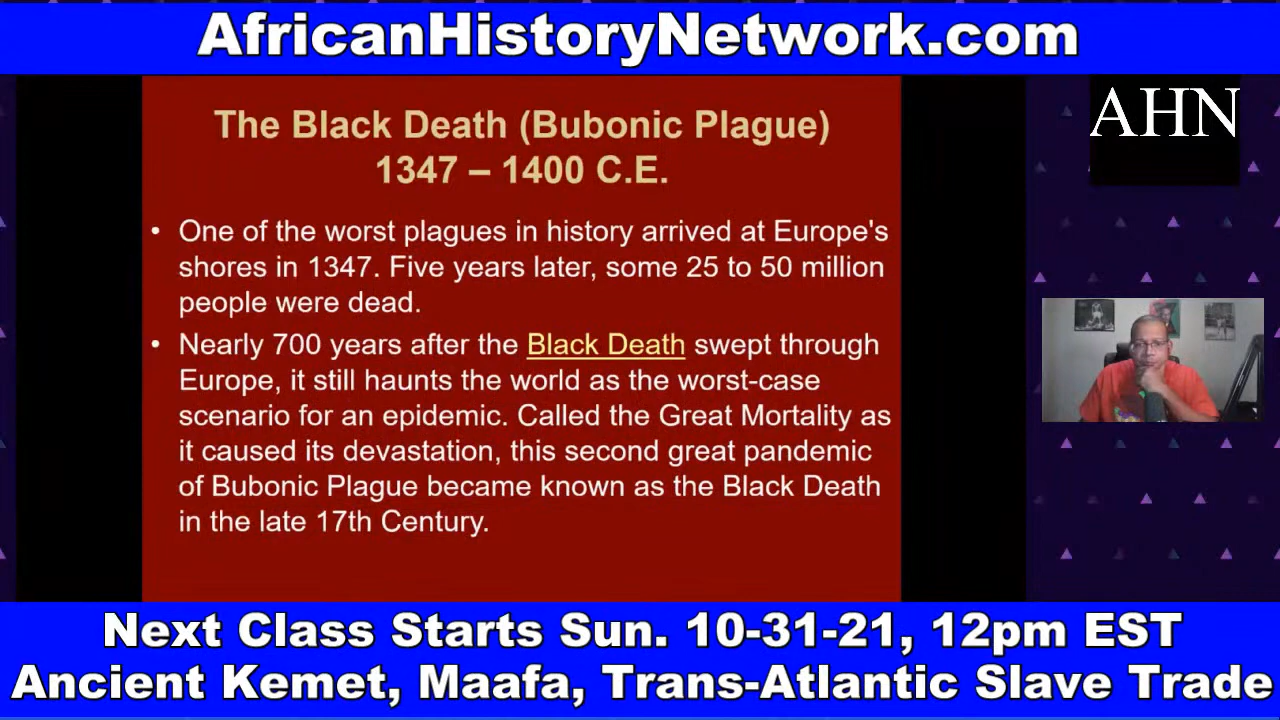 AfricanHistoryNetwork.com
AHN
The Black Death (Bubonic Plague)
1347 – 1400 C.E.
• One of the worst plagues in history arrived at Europe's
shores in 1347. Five years later, some 25 to 50 million
people were dead.
• Nearly 700 years after the Black Death swept through
Europe, it still haunts the world as the worst-case
scenario for an epidemic. Called the Great Mortality as
it caused its devastation, this second great pandemic
of Bubonic Plague became known as the Black Death
in the late 17th Century.
Next Class Starts Sun. 10-31-21, 12pm EST
Ancient Kemet, Maafa, Trans-Atlantic Slave Trade